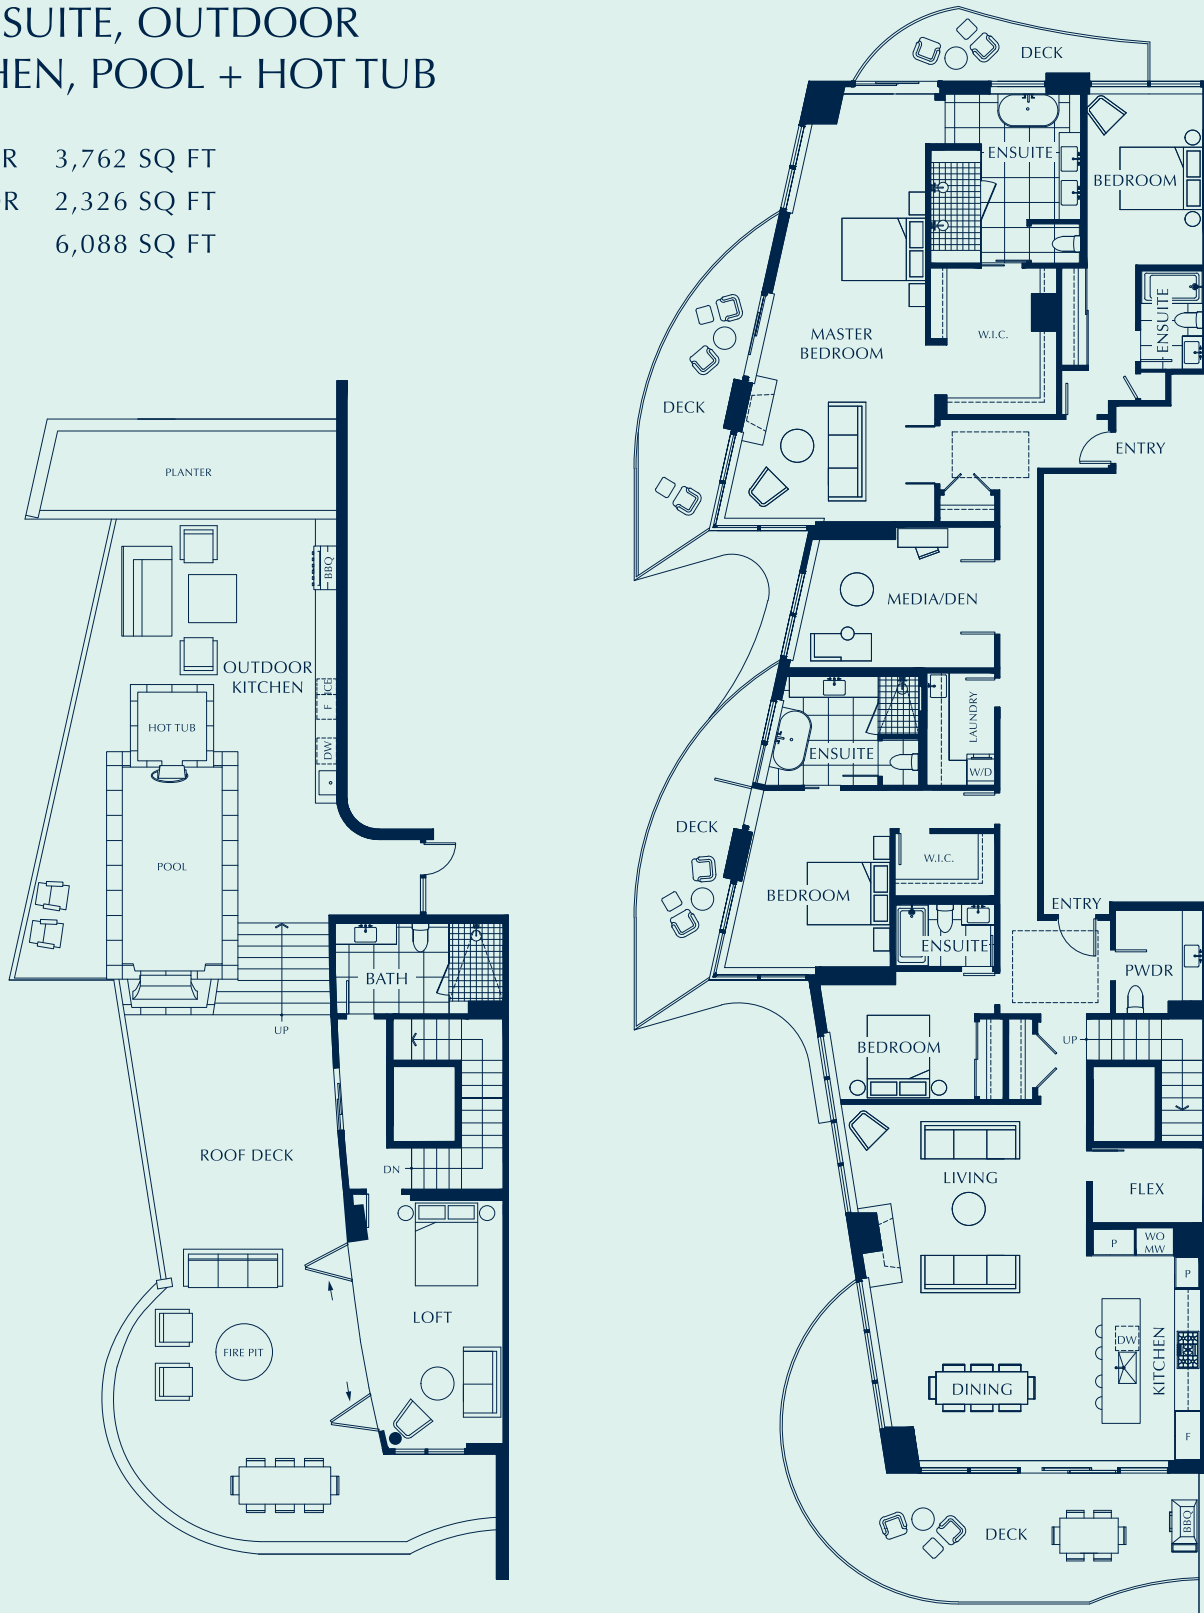 SUITE, OUTDOOR
HEN, POOL + HOT TUB
R 3,762 SQ FT
OR 2,326 SQ FT
6,088 SQ FT
PLANTER
BBQ
OUTDOOR
KITCHEN
ICE
F
DW
HOT TUB
POOL
BATH
UP
ROOF DECK
DN
LOFT
FIRE PIT
DECK
ENSUITE
BEDROOM
MASTER
BEDROOM
W.I.C.
ENSUITE
DECK
ENTRY
MEDIA/DEN
ENSUITE
LAUNDRY
W/D
DECK
W.I.C.
BEDROOM
ENTRY
ENSUITE
PWDR
BEDROOM
UP
LIVING
FLEX
P
WO
MW
P
DW
KITCHEN
DINING
F
DECK
BBQ